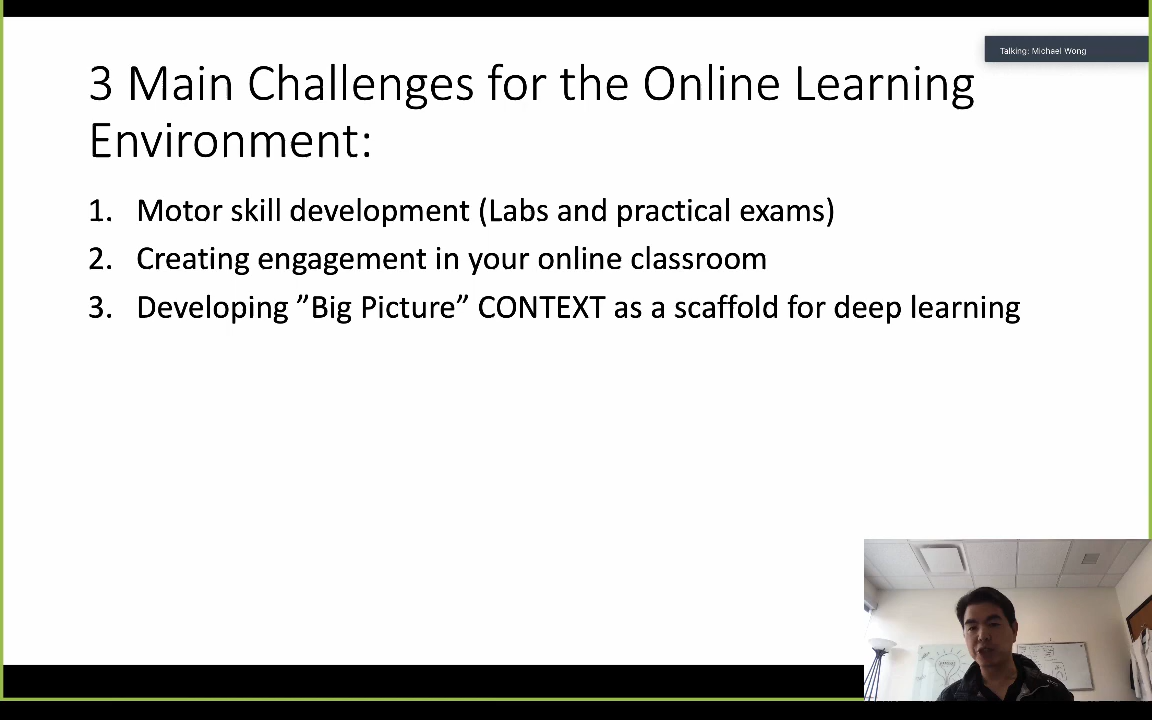 Talking: Michael Wong
3 Main Challenges for the Online Learning
Environment:
1. Motor skill development (Labs and practical exams)
2. Creating engagement in your online classroom
3. Developing ”Big Picture” CONTEXT as a scaffold for deep learning